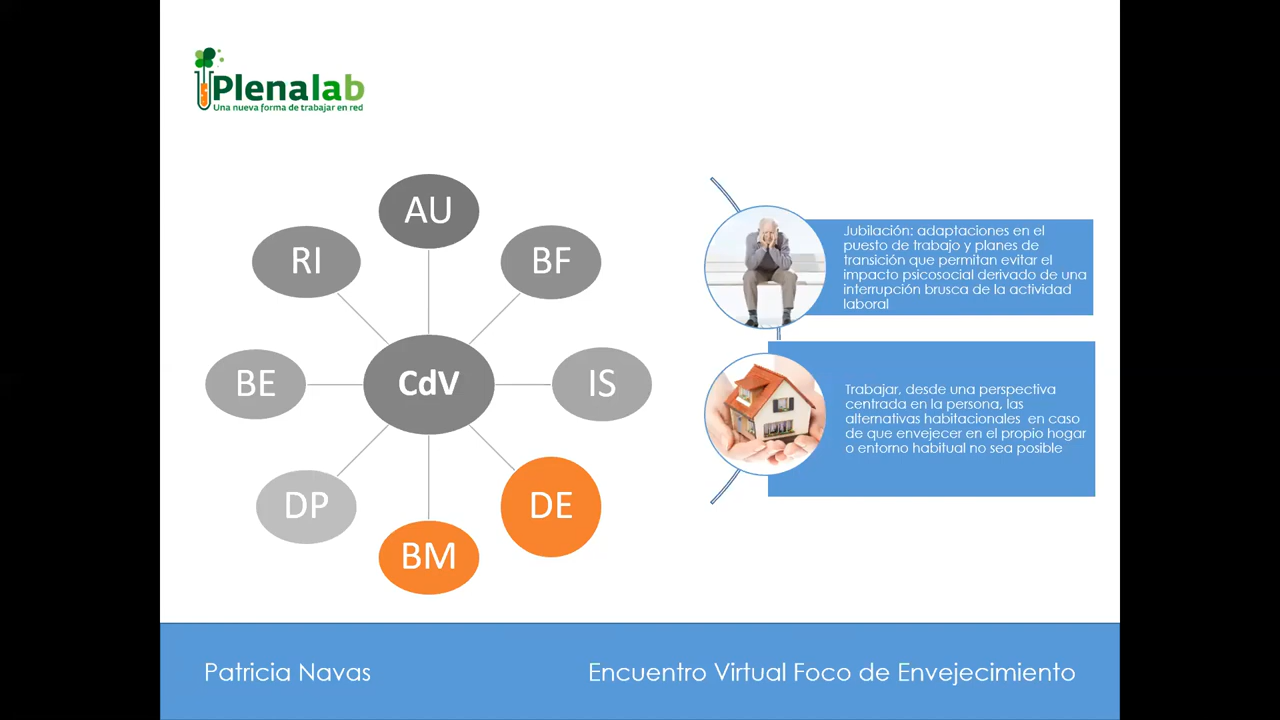 Plenalab
Una nueva forma de trabajar en red
AU
RI
BF
BE
CdV
IS
DP
DE
BM
Jubilación: adaptaciones en el
puesto de trabajo y planes de
transición que permitan evitar el
impacto psicosocial derivado de una
interrupción brusca de la actividad
laboral
Trabajar, desde una perspectiva
centrada en la persona, las
alternativas habitacionales en caso
de que envejecer en el propio hogar
o entorno habitual no sea posible
Patricia Navas
Encuentro Virtual Foco de Envejecimiento